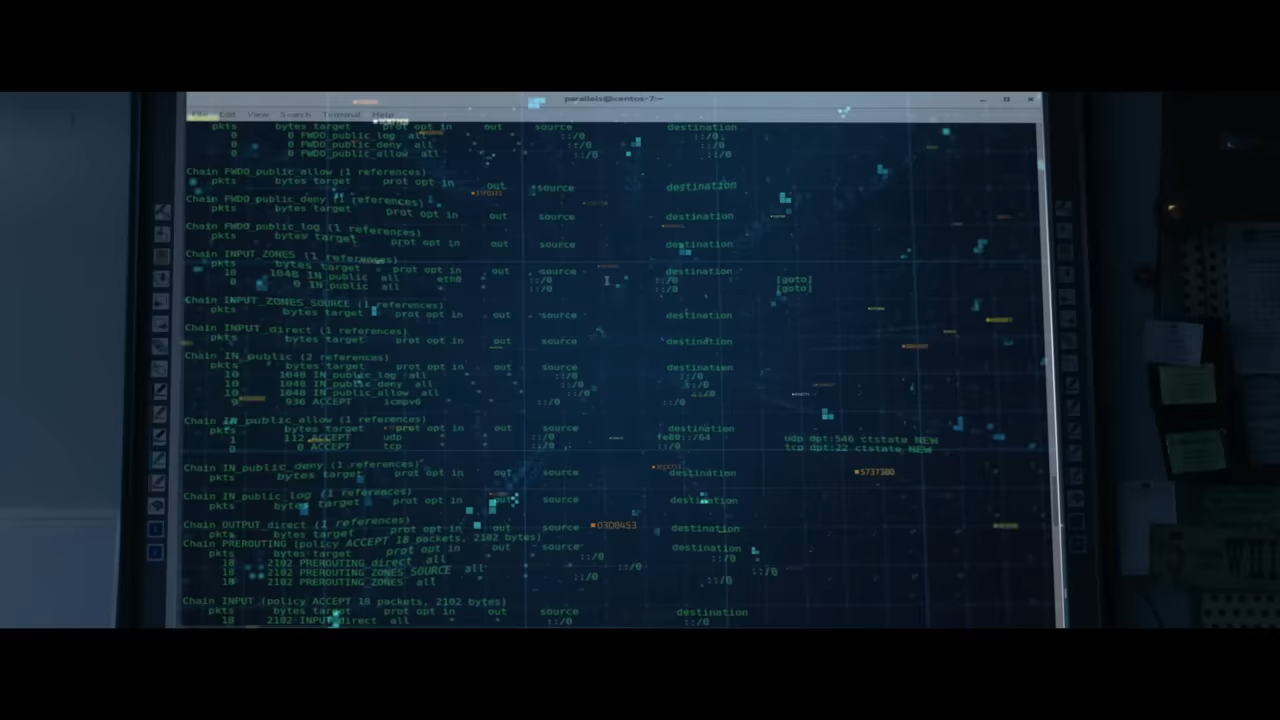 parallels@centos-7:~
File Edit View Search Terminal Help
pkts bytes target prot opt in out source destination
0 0 FWDO_public_log all ::/0 ::/0
0 0 FWDO_public_deny all ::/0 ::/0
0 0 FWDO_public_allow all ::/0 ::/0
Chain FWDO_public_allow (1 references)
pkts bytes target prot opt in out source destination
Chain FWDO_public_deny (1 references)
pkts bytes target prot opt in out source destination
Chain FWDO_public_log (1 references)
pkts bytes target prot opt in out source destination
Chain INPUT_ZONES (1 references)
pkts bytes target prot opt in out source destination
10 1048 IN_public all eth0 ::/0 ::/0 [goto]
0 0 IN_public all ::/0 ::/0 [goto]
Chain INPUT_ZONES_SOURCE (1 references)
pkts bytes target prot opt in out source destination
Chain INPUT_direct (1 references)
pkts bytes target prot opt in out source destination
Chain IN_public (2 references)
pkts bytes target prot opt in out source destination
10 1048 IN_public_log all ::/0 ::/0
10 1048 IN_public_deny all ::/0 ::/0
10 1048 IN_public_allow all ::/0 ::/0
9 936 ACCEPT icmpv6 ::/0 ::/0
Chain IN_public_allow (1 references)
pkts bytes target prot opt in out source destination
1 112 ACCEPT udp ::/0 fe80::/64 udp dpt:546 ctstate NEW
0 0 ACCEPT tcp ::/0 ::/0 tcp dpt:22 ctstate NEW
Chain IN_public_deny (1 references)
pkts bytes target prot opt in out source destination
5737380
Chain IN_public_log (1 references)
pkts bytes target prot opt in out source destination
03D8453
Chain OUTPUT_direct (1 references)
pkts bytes target prot opt in out source destination
Chain PREROUTING (policy ACCEPT 18 packets, 2102 bytes)
pkts bytes target prot opt in out source destination
18 2102 PREROUTING_direct all ::/0 ::/0
18 2102 PREROUTING_ZONES_SOURCE all ::/0 ::/0
18 2102 PREROUTING_ZONES all ::/0 ::/0
Chain INPUT (policy ACCEPT 18 packets, 2102 bytes)
pkts bytes target prot opt in out source destination
18 2102 INPUT_direct all ::/0 ::/0